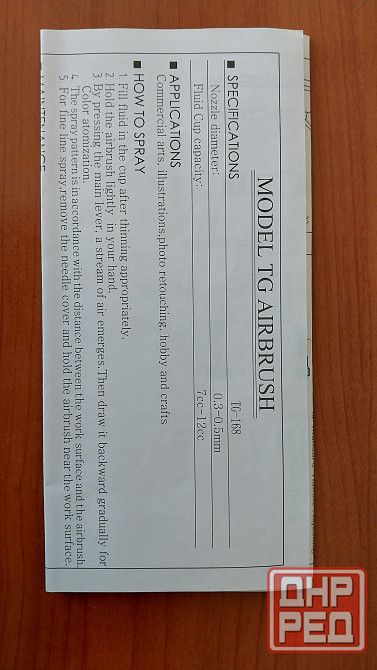 MODEL TG AIRBRUSH
■ SPECIFICATIONS TG-168
Nozzle diameter: 0.3-0.5mm
Fluid Cup capacity: 7cc-12cc
■ APPLICATIONS
Commercial arts, illustrations,photo retouching, hobby and crafts
■ HOW TO SPRAY
1. Fill fluid in the cup after thinning appropriately.
2 Hold the airbrush lightly in your hand.
3 By pressing the main lever, a stream of air emerges.Then draw it backward gradually for
Color atomization.
4. The spray pattern is in accordance with the distance between the work surface and the airbrush.
5 For fine line spray,remove the needle cover and hold the airbrush near the work surface.
MAINTENANCE
ДНР
РЕД